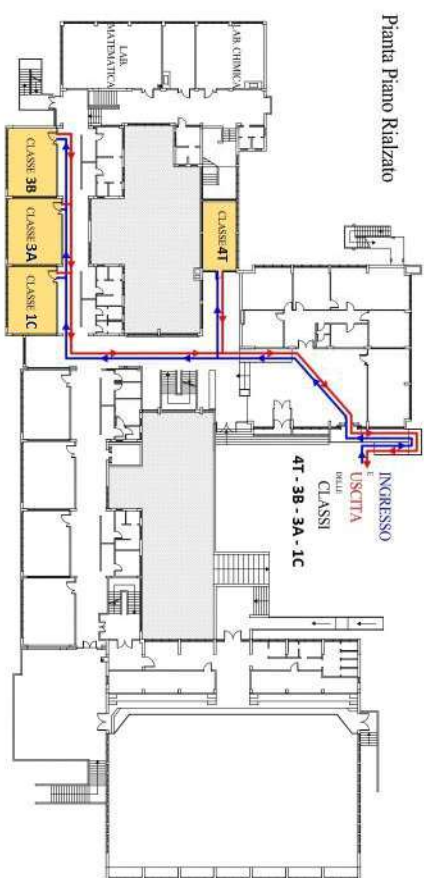 Pianta Piano Rialzato
LAB. MATEMATICA
LAB. CHIMICA
CLASSE 3B
CLASSE 3A
CLASSE 1C
CLASSE 4T
INGRESSO
E
USCITA
DELLE
CLASSI
4T - 3B - 3A - 1C